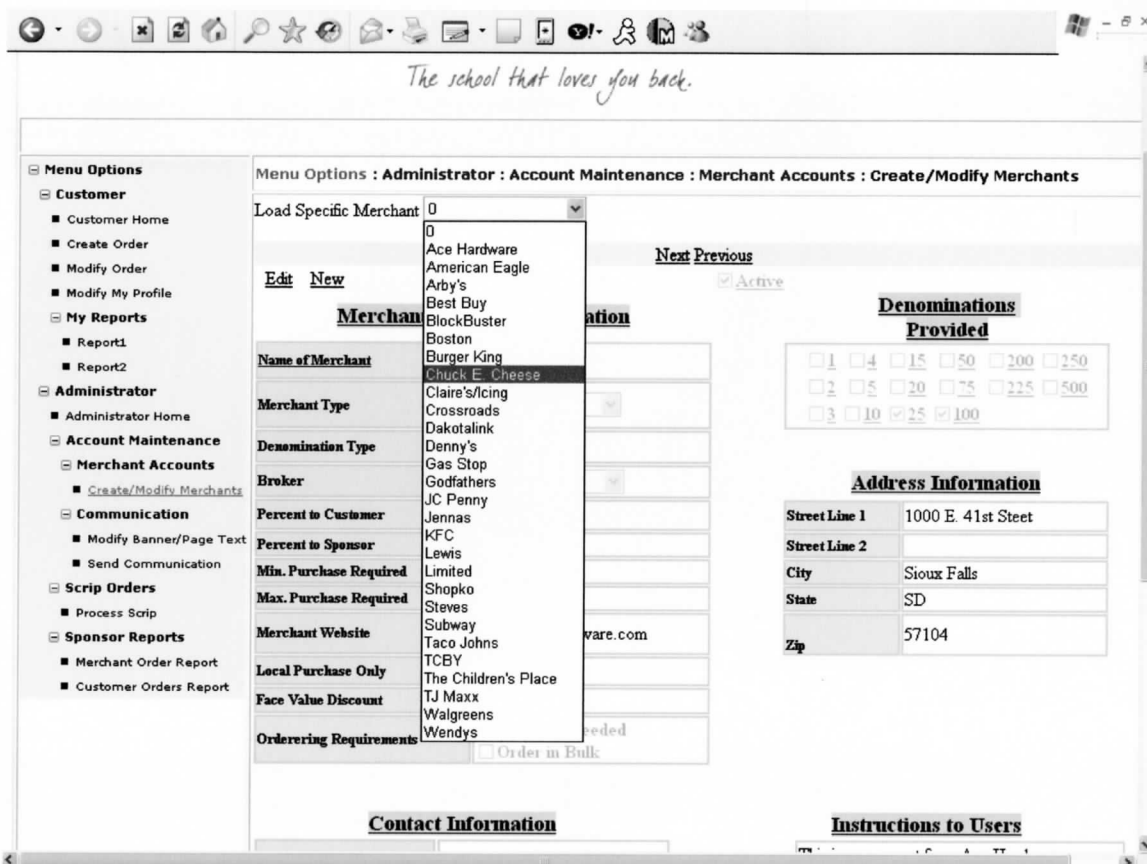 The school that loves you back.
Menu Options
Customer
Customer Home
Create Order
Modify Order
Modify My Profile
My Reports
Report1
Report2
Administrator
Administrator Home
Account Maintenance
Merchant Accounts
Create/Modify Merchants
Communication
Modify Banner/Page Text
Send Communication
Scrip Orders
Process Scrip
Sponsor Reports
Merchant Order Report
Customer Orders Report
Menu Options : Administrator : Account Maintenance : Merchant Accounts : Create/Modify Merchants
Load Specific Merchant 0
0
Ace Hardware
American Eagle
Arby's
Best Buy
BlockBuster
Boston
Burger King
Chuck E. Cheese
Claire's/Icing
Crossroads
Dakotalink
Denny's
Gas Stop
Godfathers
JC Penny
Jennas
KFC
Lewis
Limited
Shopko
Steves
Subway
Taco Johns
TCBY
The Children's Place
TJ Maxx
Walgreens
Wendys
Next Previous
Edit New
Active
Name of Merchant
Merchant Type
Denomination Type
Broker
Percent to Customer
Percent to Sponsor
Min. Purchase Required
Max. Purchase Required
Merchant Website
Local Purchase Only
Face Value Discount
Orderering Requirements
Order in Bulk
Denominations
Provided
1 4 15 50 200 250
2 5 20 75 225 500
3 10 25 100
Address Information
Street Line 1 1000 E. 41st Steet
Street Line 2
City Sioux Falls
State SD
Zip 57104
Contact Information
Instructions to Users